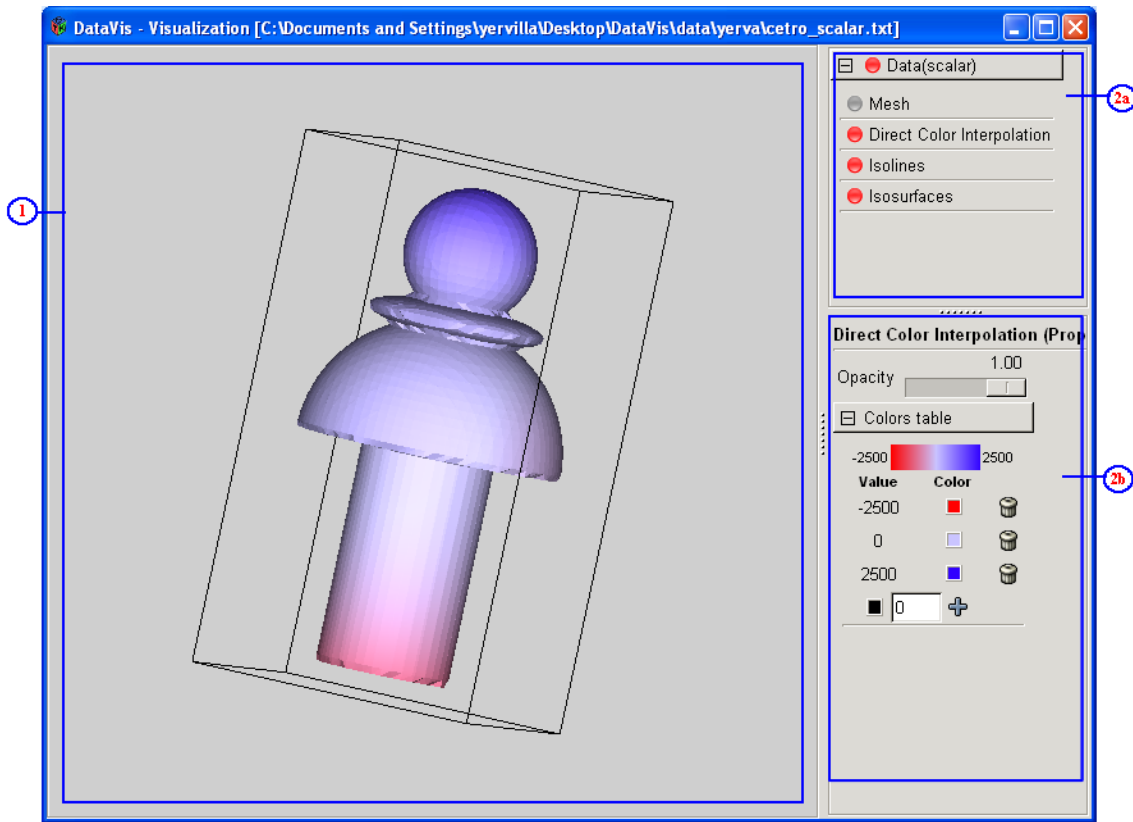 DataVis - Visualization [C:\Documents and Settings\yervilla\Desktop\DataVis\data\yerva\cetro_scalar.txt]
1
Data(scalar)
2a
Mesh
Direct Color Interpolation
Isolines
Isosurfaces
Direct Color Interpolation (Prop
1.00
Opacity
Colors table
-2500 2500
Value Color
2b
-2500
0
2500
0